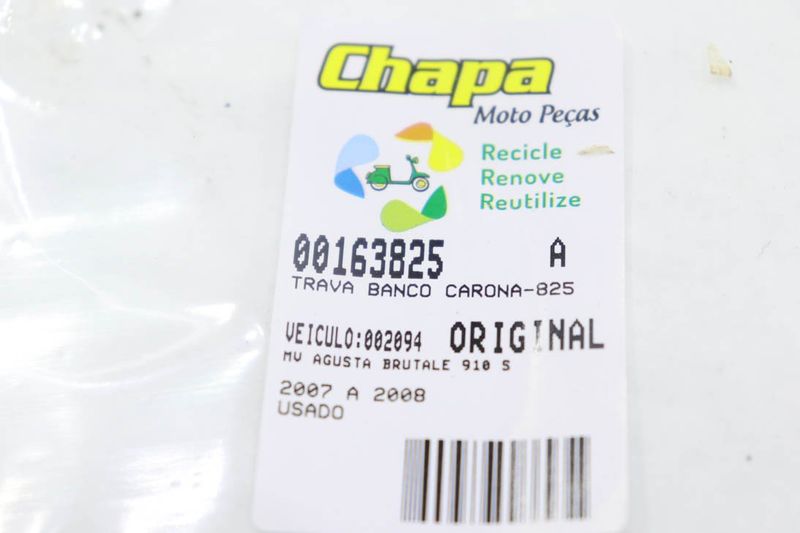 Chapa
Moto Peças
Recicle
Renove
Reutilize
00163825 A
TRAVA BANCO CARONA-825
VEICULO:002094 ORIGINAL
MV AGUSTA BRUTALE 910 S
2007 A 2008
USADO